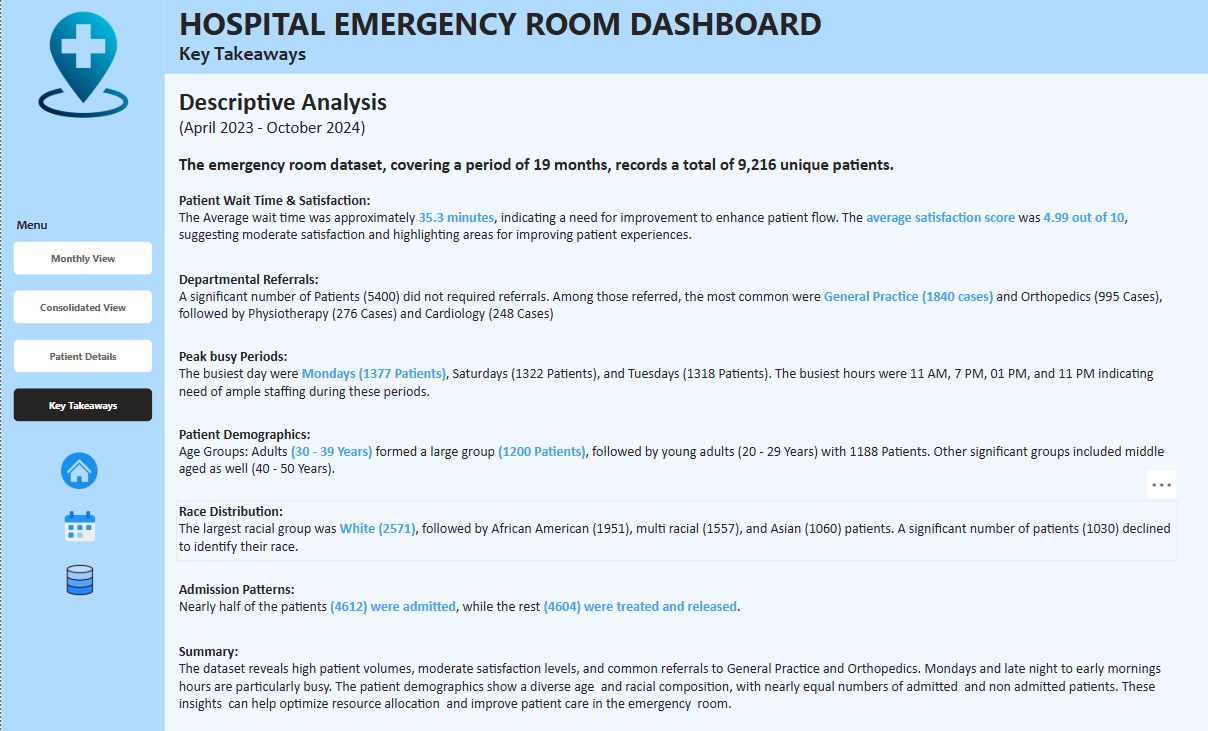 HOSPITAL EMERGENCY ROOM DASHBOARD
Key Takeaways
Descriptive Analysis
(April 2023 - October 2024)
The emergency room dataset, covering a period of 19 months, records a total of 9,216 unique patients.
Patient Wait Time & Satisfaction:
The Average wait time was approximately 35.3 minutes, indicating a need for improvement to enhance patient flow. The average satisfaction score was 4.99 out of 10,
suggesting moderate satisfaction and highlighting areas for improving patient experiences.
Menu
Monthly View
Consolidated View
Patient Details
Key Takeaways
Departmental Referrals:
A significant number of Patients (5400) did not required referrals. Among those referred, the most common were General Practice (1840 cases) and Orthopedics (995 Cases),
followed by Physiotherapy (276 Cases) and Cardiology (248 Cases)
Peak busy Periods:
The busiest day were Mondays (1377 Patients), Saturdays (1322 Patients), and Tuesdays (1318 Patients). The busiest hours were 11 AM, 7 PM, 01 PM, and 11 PM indicating
need of ample staffing during these periods.
Patient Demographics:
Age Groups: Adults (30 - 39 Years) formed a large group (1200 Patients), followed by young adults (20 - 29 Years) with 1188 Patients. Other significant groups included middle
aged as well (40 - 50 Years).
Race Distribution:
The largest racial group was White (2571), followed by African American (1951), multi racial (1557), and Asian (1060) patients. A significant number of patients (1030) declined
to identify their race.
Admission Patterns:
Nearly half of the patients (4612) were admitted, while the rest (4604) were treated and released.
Summary:
The dataset reveals high patient volumes, moderate satisfaction levels, and common referrals to General Practice and Orthopedics. Mondays and late night to early mornings
hours are particularly busy. The patient demographics show a diverse age  and racial composition, with nearly equal numbers of admitted  and non admitted patients. These
insights  can help optimize resource allocation  and improve patient care in the emergency  room.